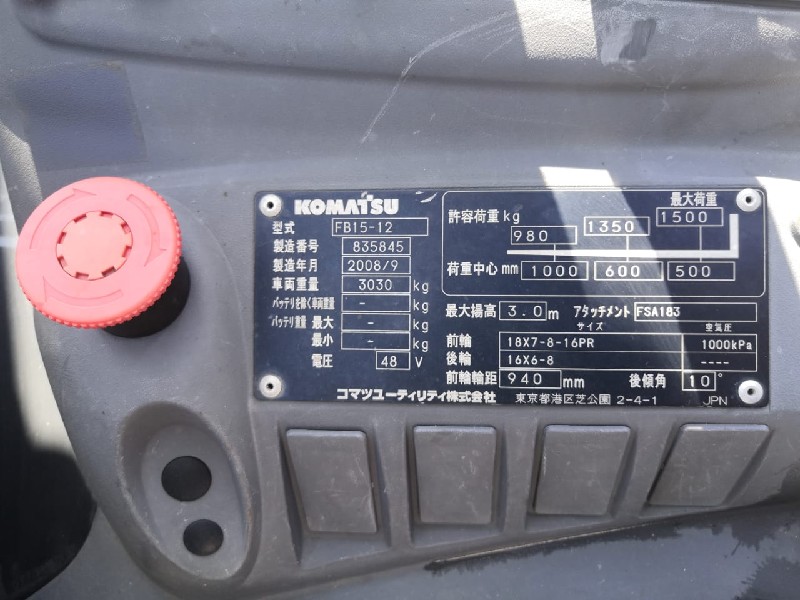 KOMATSU
型式 FB15-12
製造番号 835845
製造年月 2008/9
車両重量 3030 kg
バッテリを除く車両重量 - kg
バッテリ重量 最大 - kg
最小 - kg
電圧 48 V
コマツユーティリティ株式会社
最大荷重
許容荷重 kg 980 1350 1500
荷重中心 mm 1000 600 500
最大揚高 3.0 m アタッチメント FSA183
サイズ 空気圧
前輪 18X7-8-16PR 1000kPa
後輪 16X6-8 ----
前輪輪距 940 mm 後傾角 10°
東京都港区芝公園 2-4-1 JPN